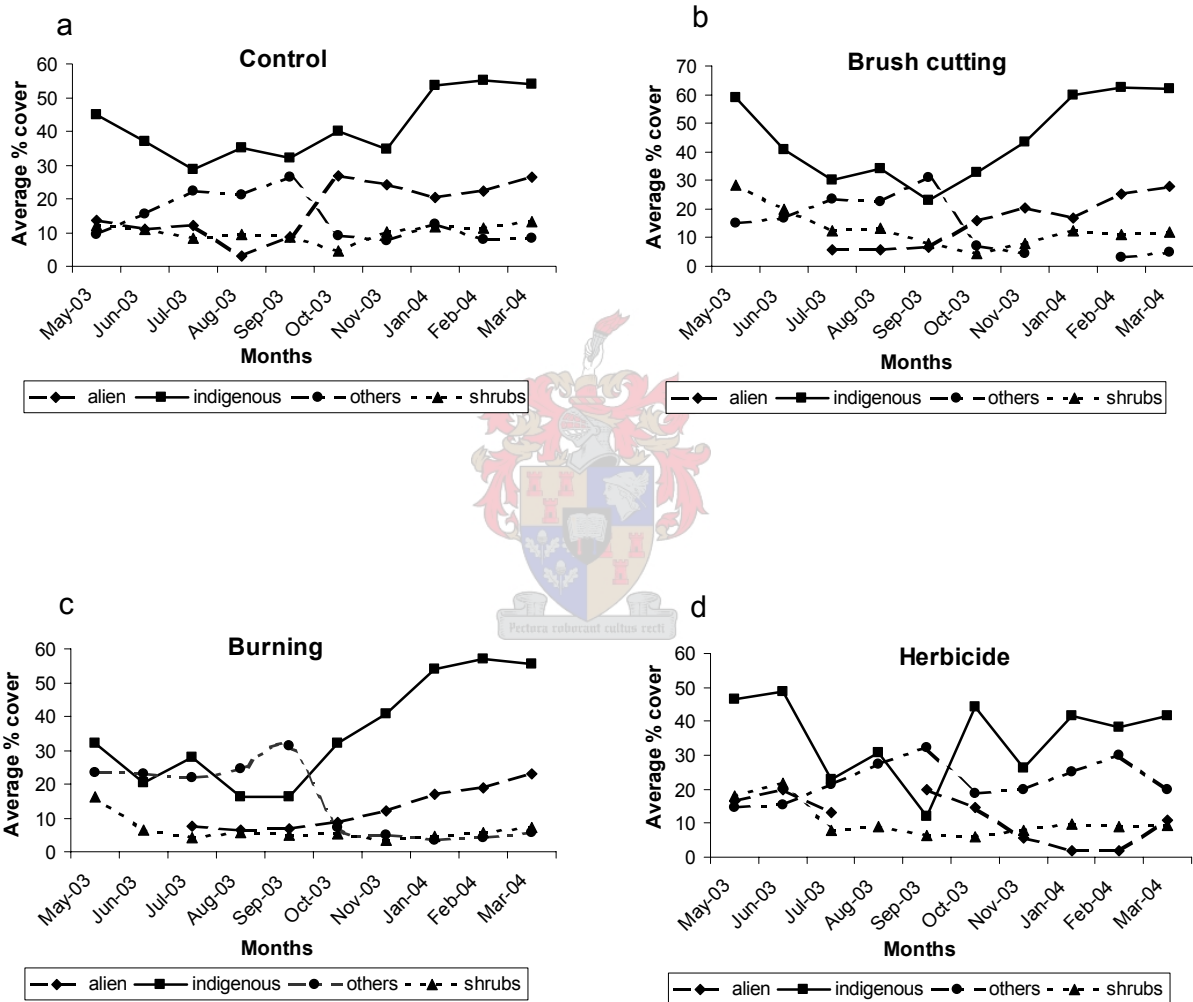 a
Control
Average % cover
60
50
40
30
20
10
0
May-03
Jun-03
Jul-03
Aug-03
Sep-03
Oct-03
Nov-03
Jan-04
Feb-04
Mar-04
Months
alien indigenous others shrubs
b
Brush cutting
Average % cover
70
60
50
40
30
20
10
0
May-03
Jun-03
Jul-03
Aug-03
Sep-03
Oct-03
Nov-03
Jan-04
Feb-04
Mar-04
Months
alien indigenous others shrubs
Pectora roborant cultus recti
c
Burning
Average % cover
60
50
40
30
20
10
0
May-03
Jun-03
Jul-03
Aug-03
Sep-03
Oct-03
Nov-03
Jan-04
Feb-04
Mar-04
Months
alien indigenous others shrubs
d
Herbicide
Average % cover
60
50
40
30
20
10
0
May-03
Jun-03
Jul-03
Aug-03
Sep-03
Oct-03
Nov-03
Jan-04
Feb-04
Mar-04
Months
alien indigenous others shrubs